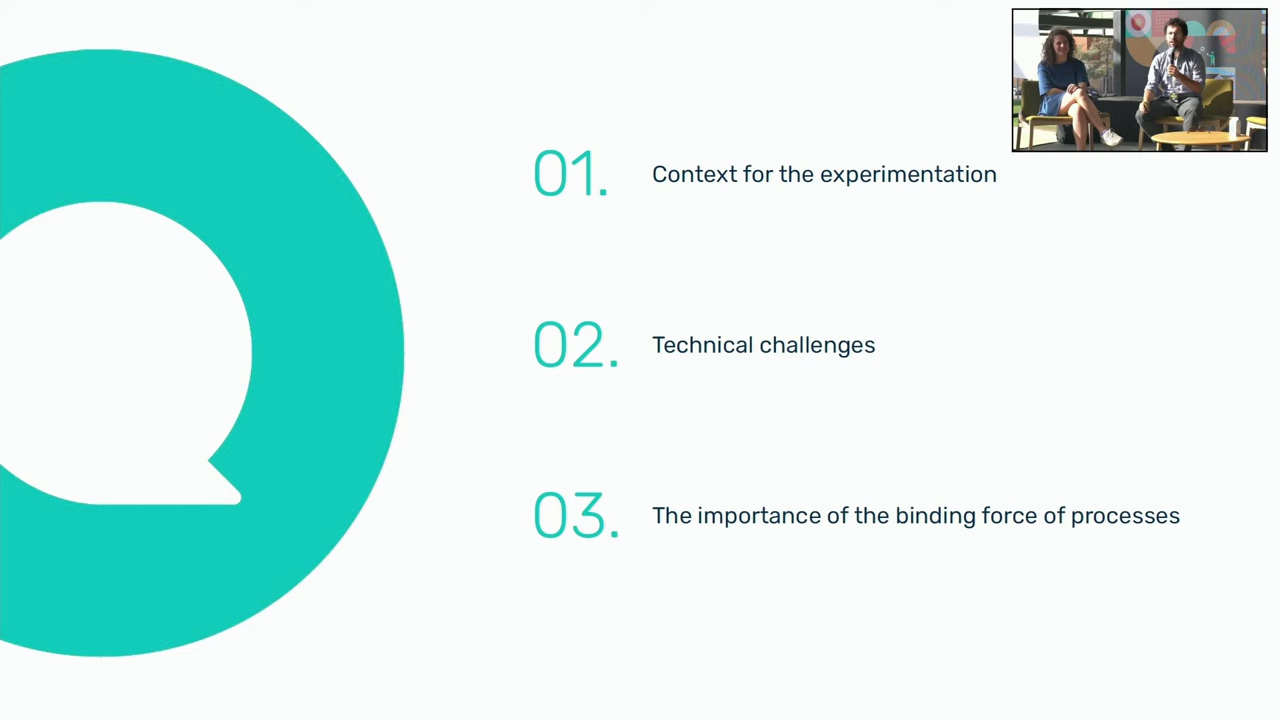 01.
Context for the experimentation
02.
Technical challenges
03.
The importance of the binding force of processes